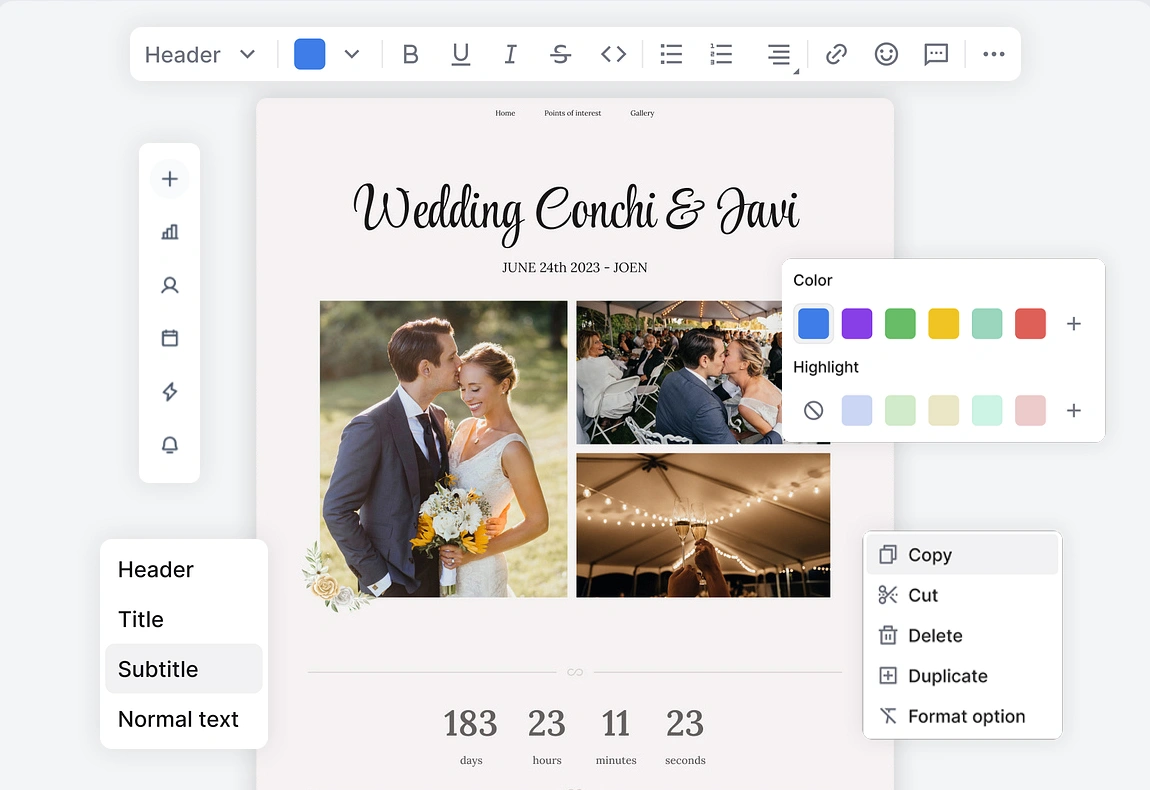 Header
Home Points of interest Gallery
Wedding Conchi & Javi
JUNE 24th 2023 - JOEN
Color
Highlight
Header
Title
Subtitle
Normal text
Copy
Cut
Delete
Duplicate
Format option
183 23 11 23
days hours minutes seconds